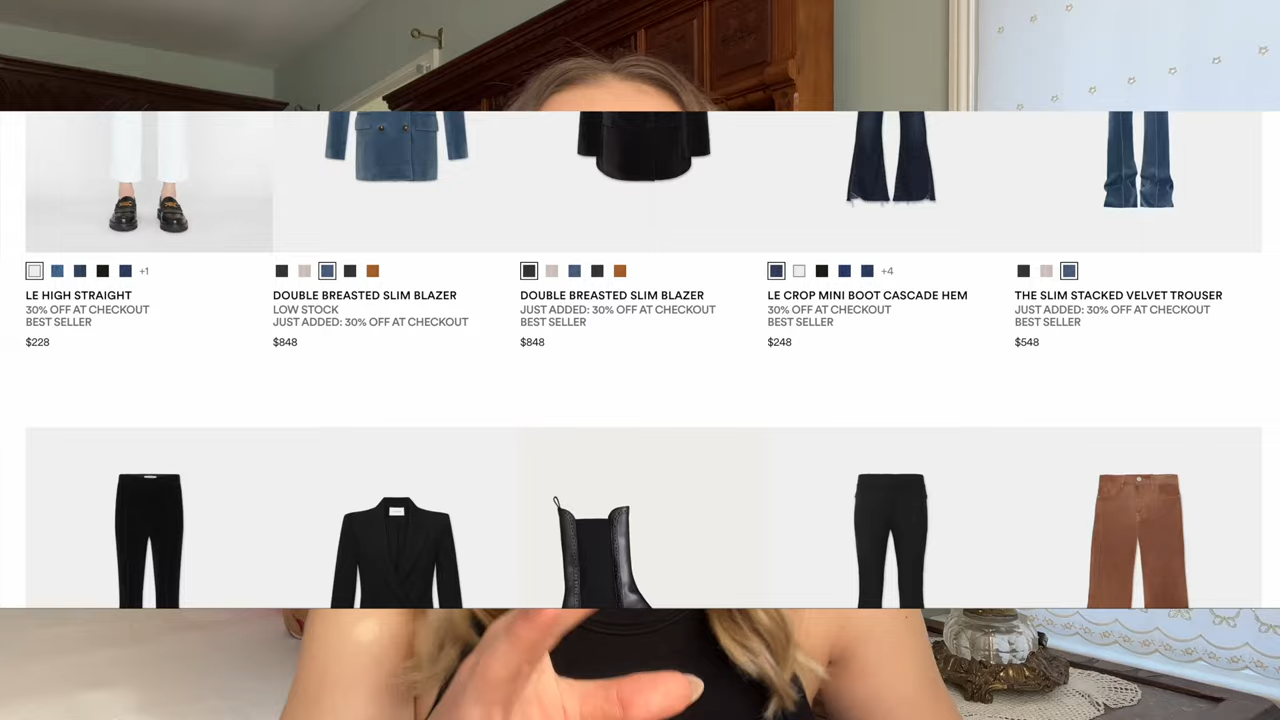 +1
+4
LE HIGH STRAIGHT
30% OFF AT CHECKOUT
BEST SELLER
$228
DOUBLE BREASTED SLIM BLAZER
LOW STOCK
JUST ADDED: 30% OFF AT CHECKOUT
$848
DOUBLE BREASTED SLIM BLAZER
JUST ADDED: 30% OFF AT CHECKOUT
BEST SELLER
$848
LE CROP MINI BOOT CASCADE HEM
30% OFF AT CHECKOUT
BEST SELLER
$248
THE SLIM STACKED VELVET TROUSER
JUST ADDED: 30% OFF AT CHECKOUT
BEST SELLER
$548